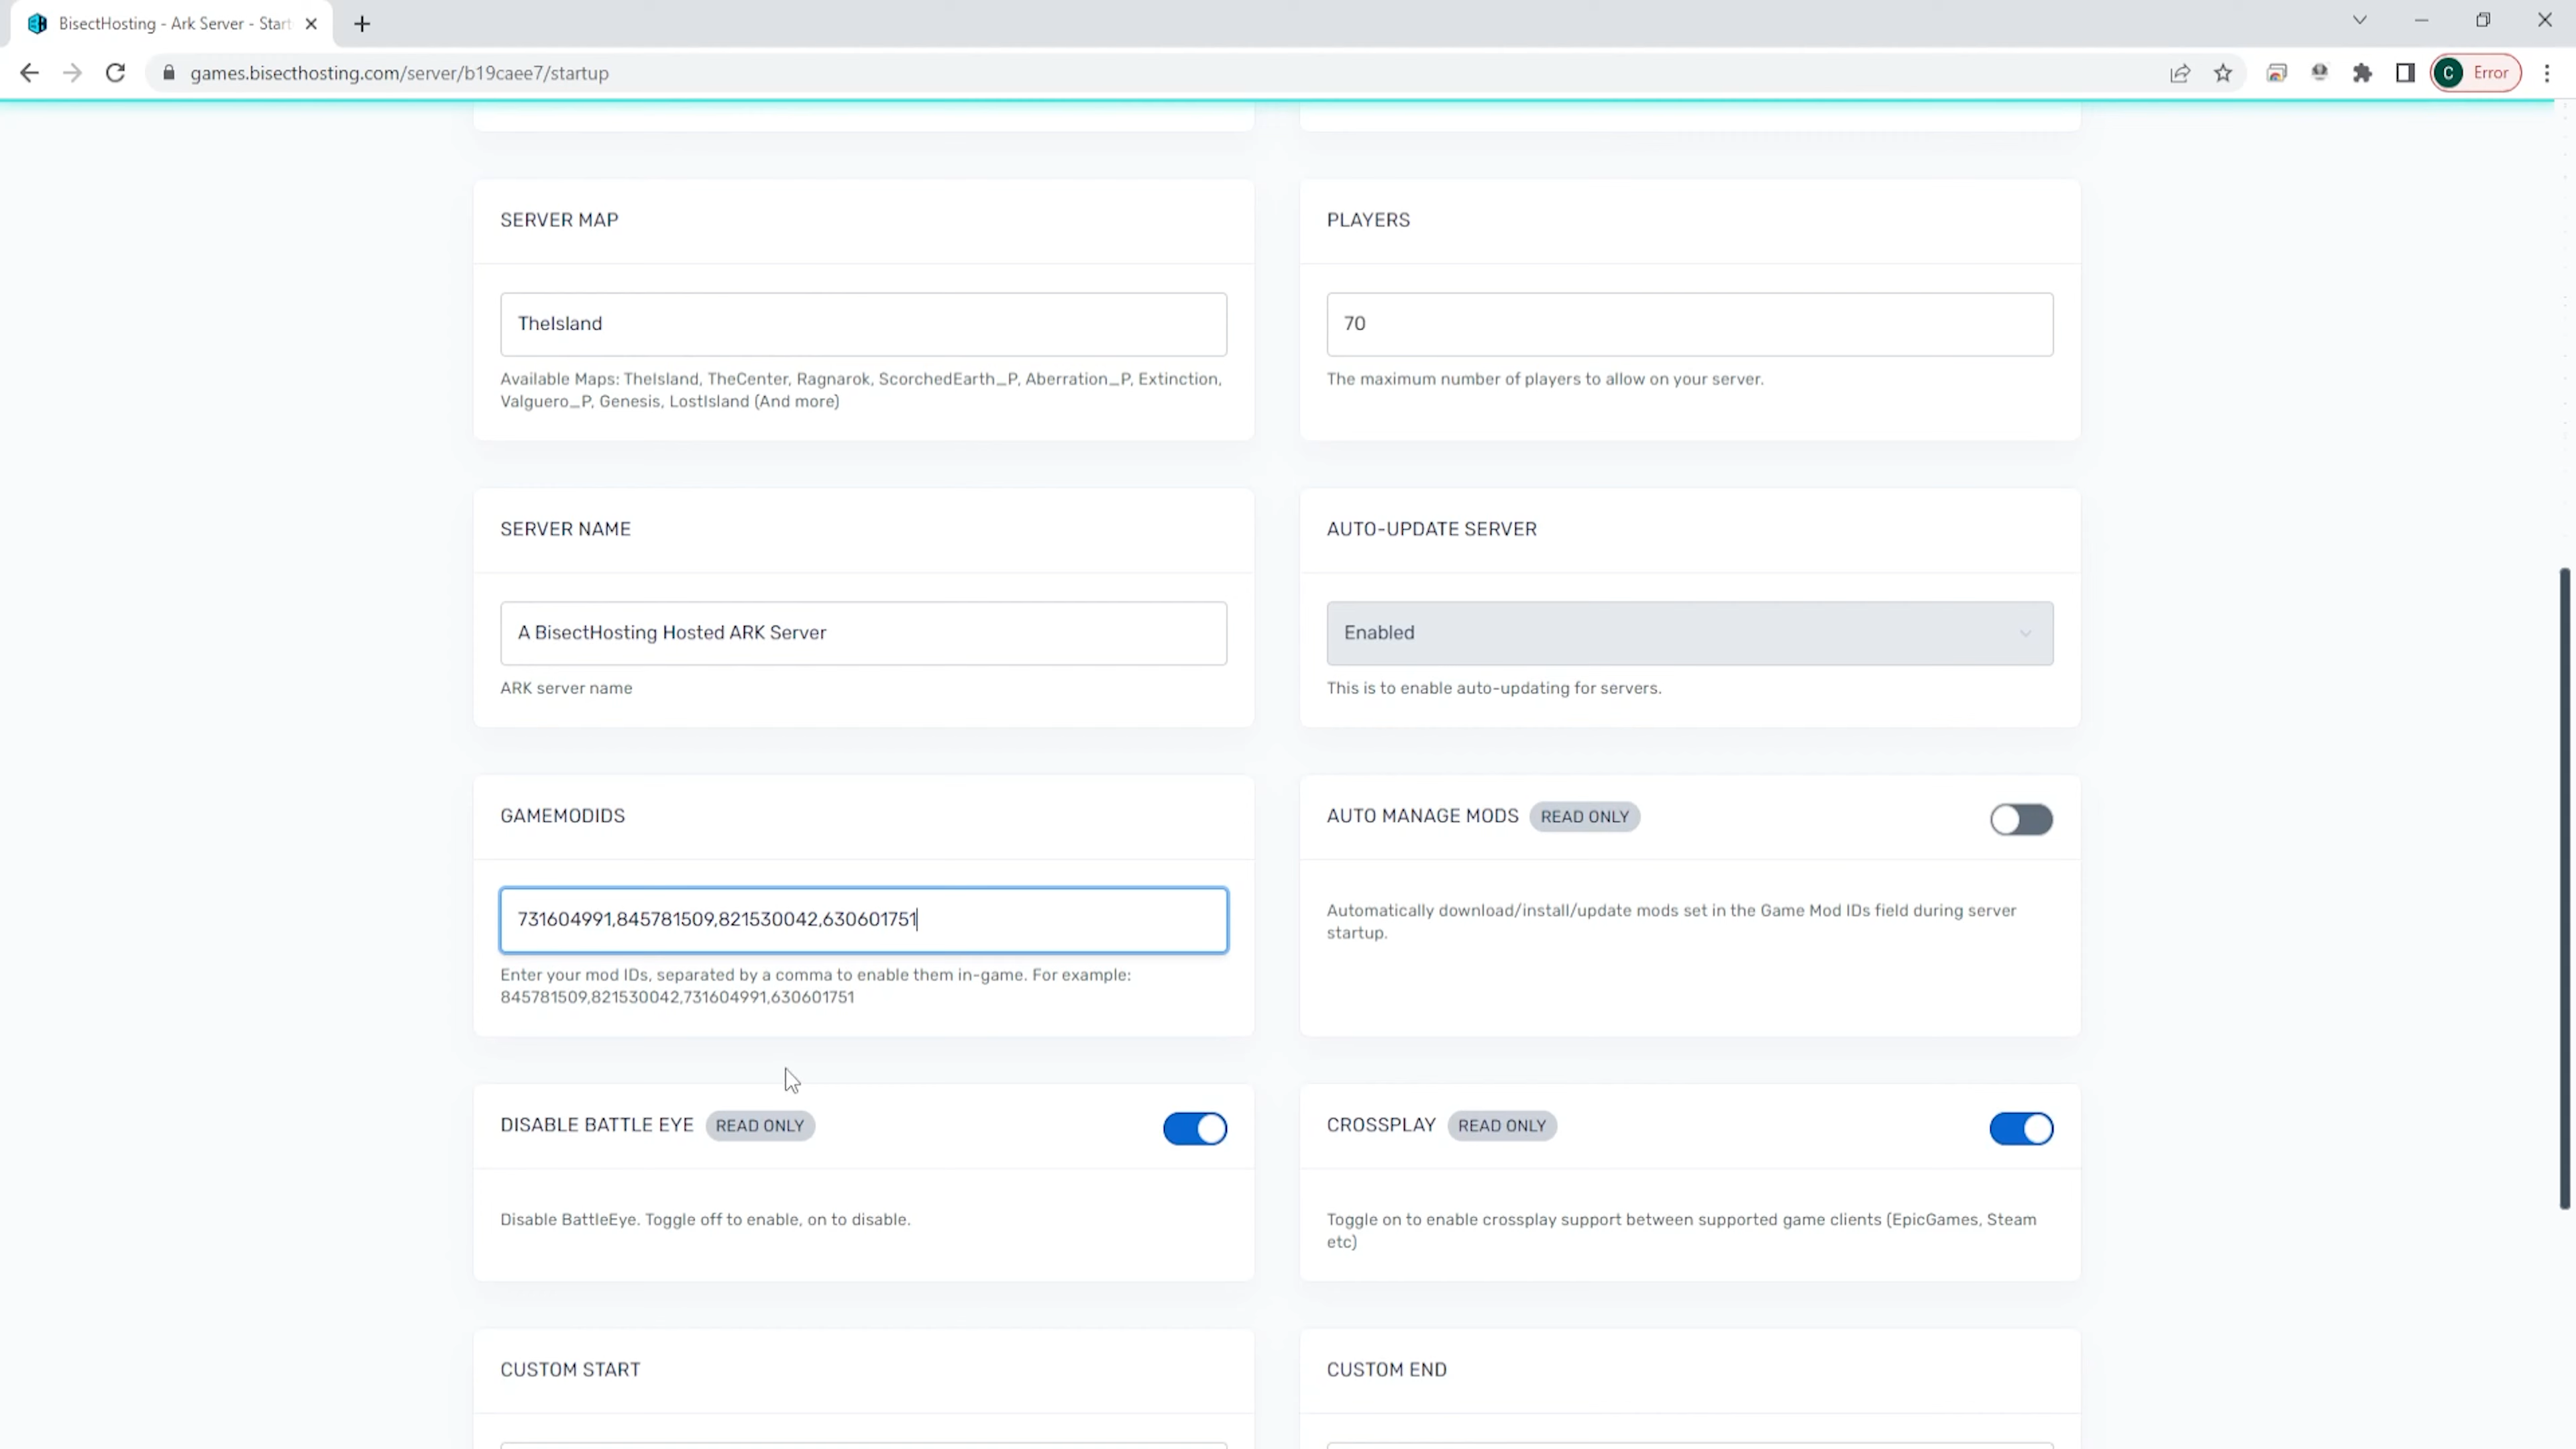 BisectHosting - Ark Server - Start
games.bisecthosting.com/server/b19caee7/startup
C Error
SERVER MAP
TheIsland
Available Maps: TheIsland, TheCenter, Ragnarok, ScorchedEarth_P, Aberration_P, Extinction,
Valguero_P, Genesis, LostIsland (And more)
PLAYERS
70
The maximum number of players to allow on your server.
SERVER NAME
A BisectHosting Hosted ARK Server
ARK server name
AUTO-UPDATE SERVER
Enabled
This is to enable auto-updating for servers.
GAMEMODIDS
731604991,845781509,821530042,630601751
Enter your mod IDs, separated by a comma to enable them in-game. For example:
845781509,821530042,731604991,630601751
AUTO MANAGE MODS READ ONLY
Automatically download/install/update mods set in the Game Mod IDs field during server
startup.
DISABLE BATTLE EYE READ ONLY
Disable BattleEye. Toggle off to enable, on to disable.
CROSSPLAY READ ONLY
Toggle on to enable crossplay support between supported game clients (EpicGames, Steam
etc)
CUSTOM START
CUSTOM END